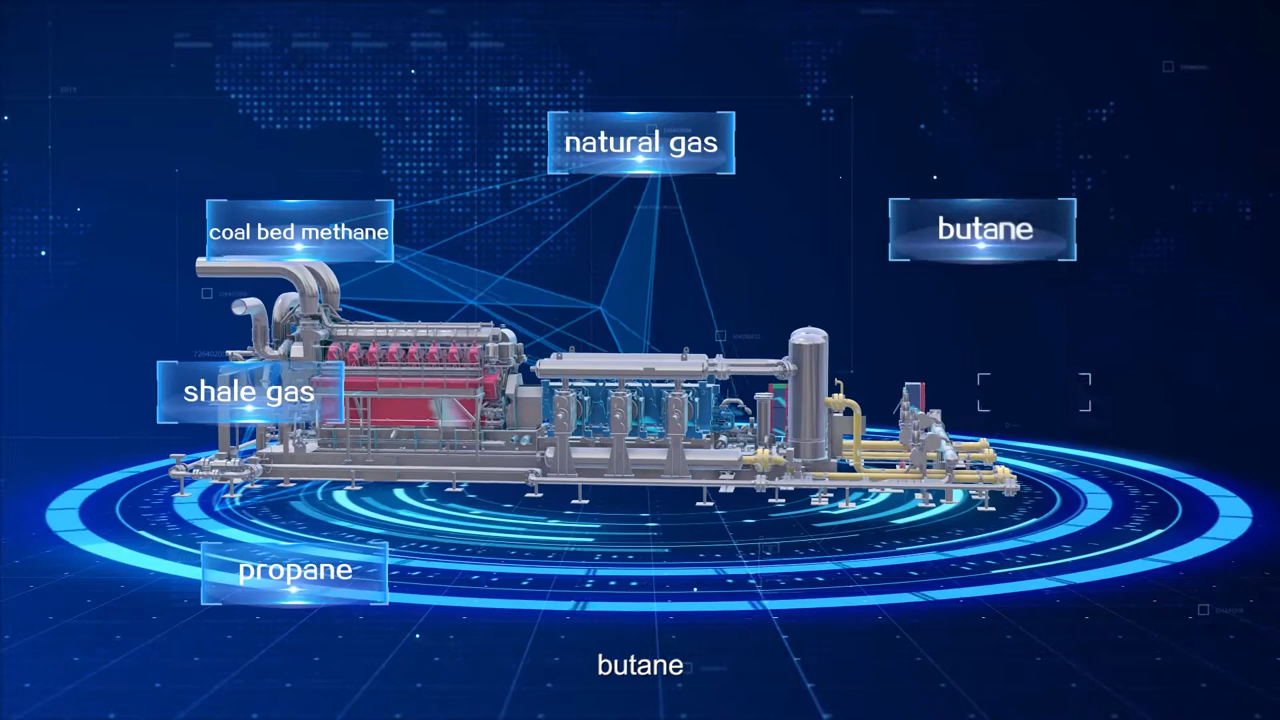 natural gas
coal bed methane
butane
shale gas
propane
butane